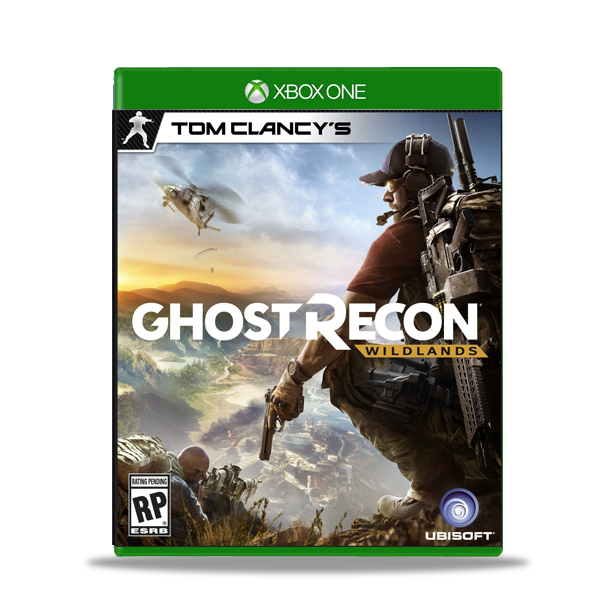 XBOX ONE
TOM CLANCY'S
GHOST RECON
WILDLANDS
RATING PENDING
RP
ESRB
UBISOFT